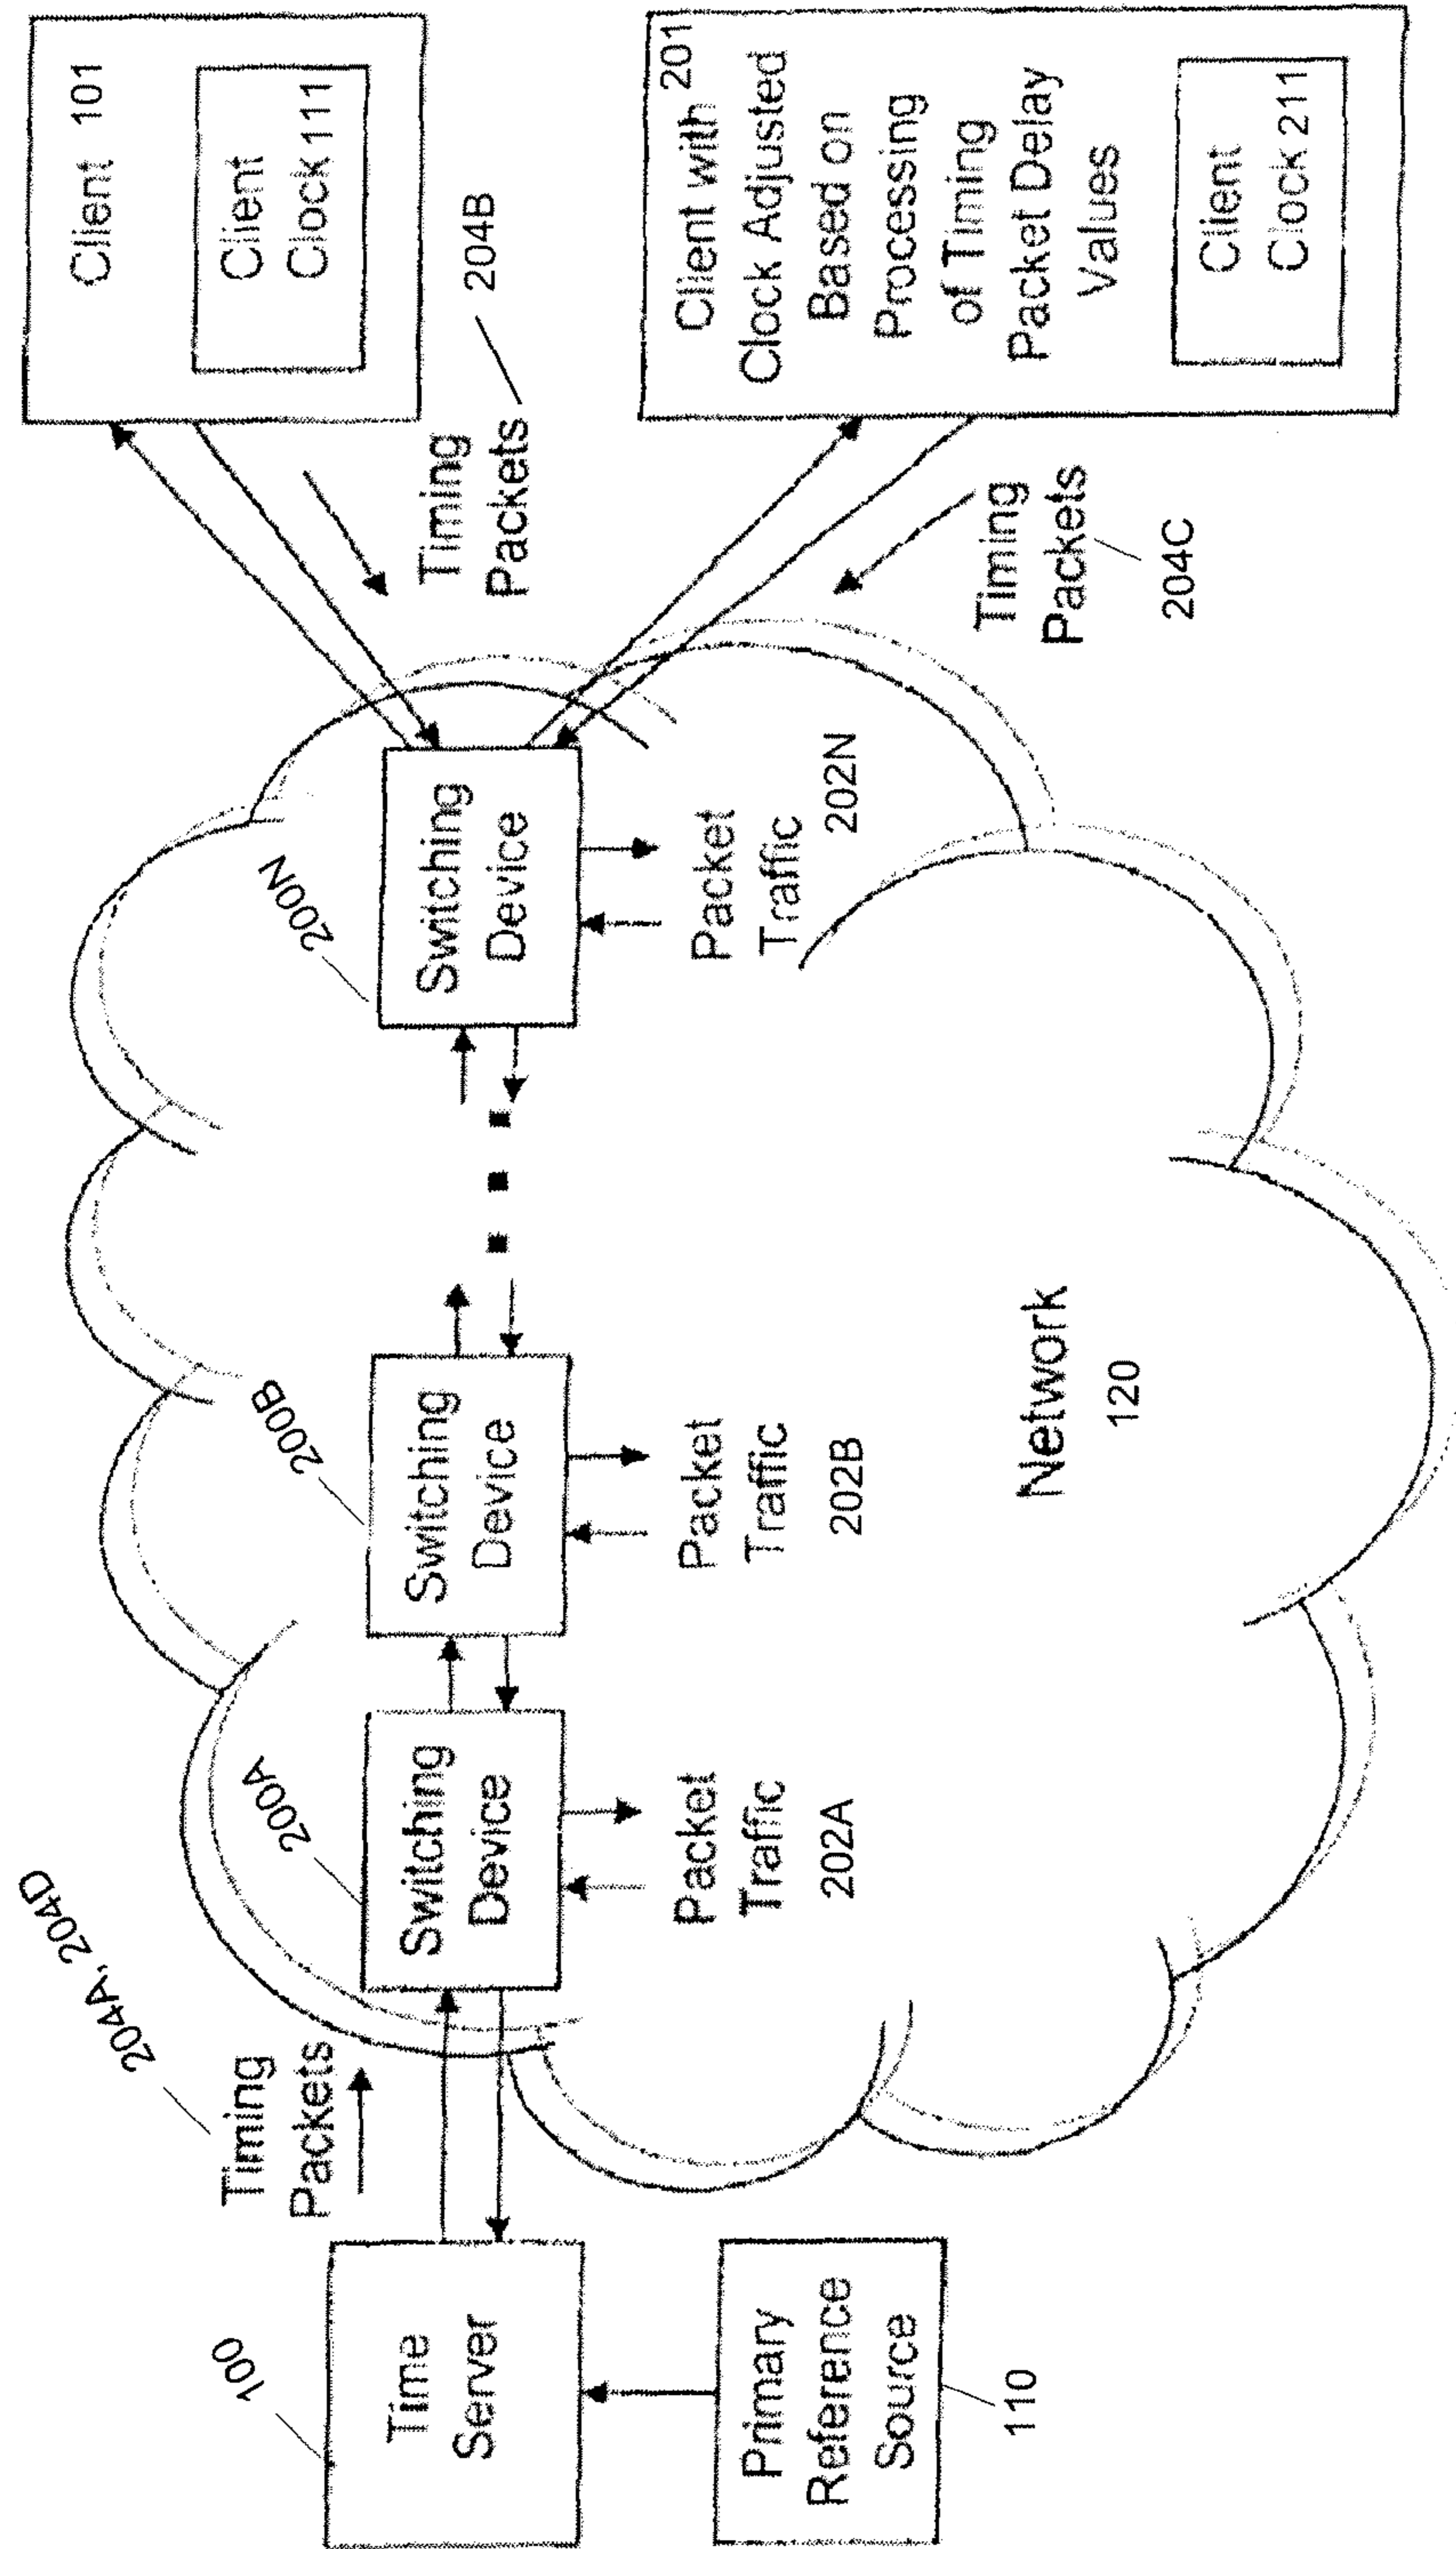 100
Time
Server
Primary
Reference
Source
110
Timing
Packets
204A, 204D
200A
Switching
Device
Packet
Traffic
202A
200B
Switching
Device
Packet
Traffic
202B
200N
Switching
Device
Packet
Traffic
202N
Network
120
Timing
Packets
204B
Timing
Packets
204C
Client 101
Client
Clock 111
Client with 201
Clock Adjusted
Based on
Processing
of Timing
Packet Delay
Values
Client
Clock 211